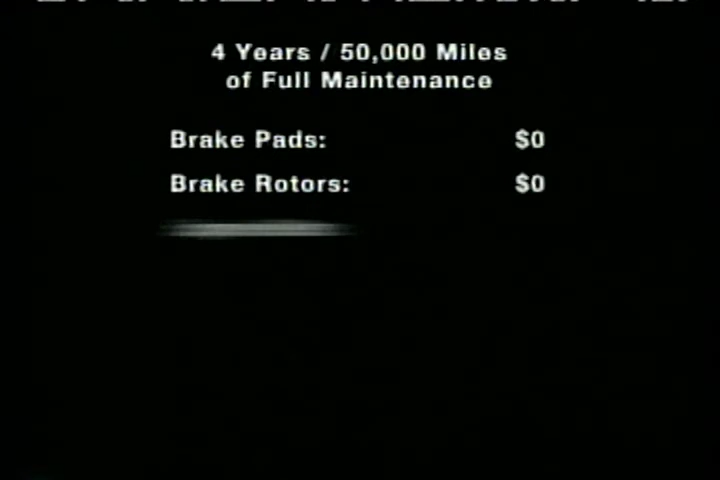 4 Years / 50,000 Miles
of Full Maintenance
Brake Pads: $0
Brake Rotors: $0